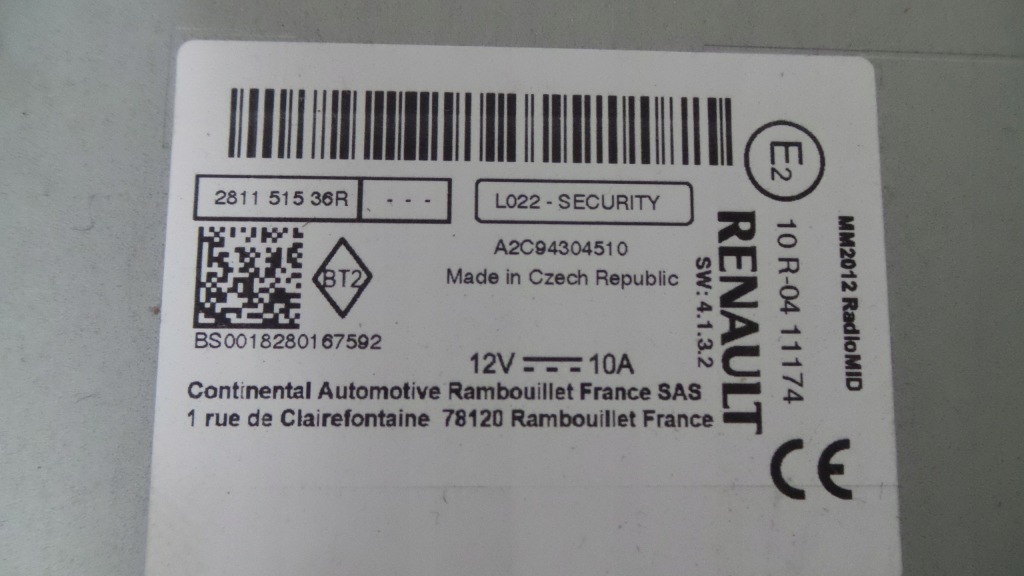 2811 515 36R
- - -
L022 - SECURITY
E2
BT2
A2C94304510
Made in Czech Republic
BS0018280167592
12V 10A
Continental Automotive Rambouillet France SAS
1 rue de Clairefontaine 78120 Rambouillet France
SW: 4.1.3.2
RENAULT
10 R-04 11174
MM2012 RadioMID
CE